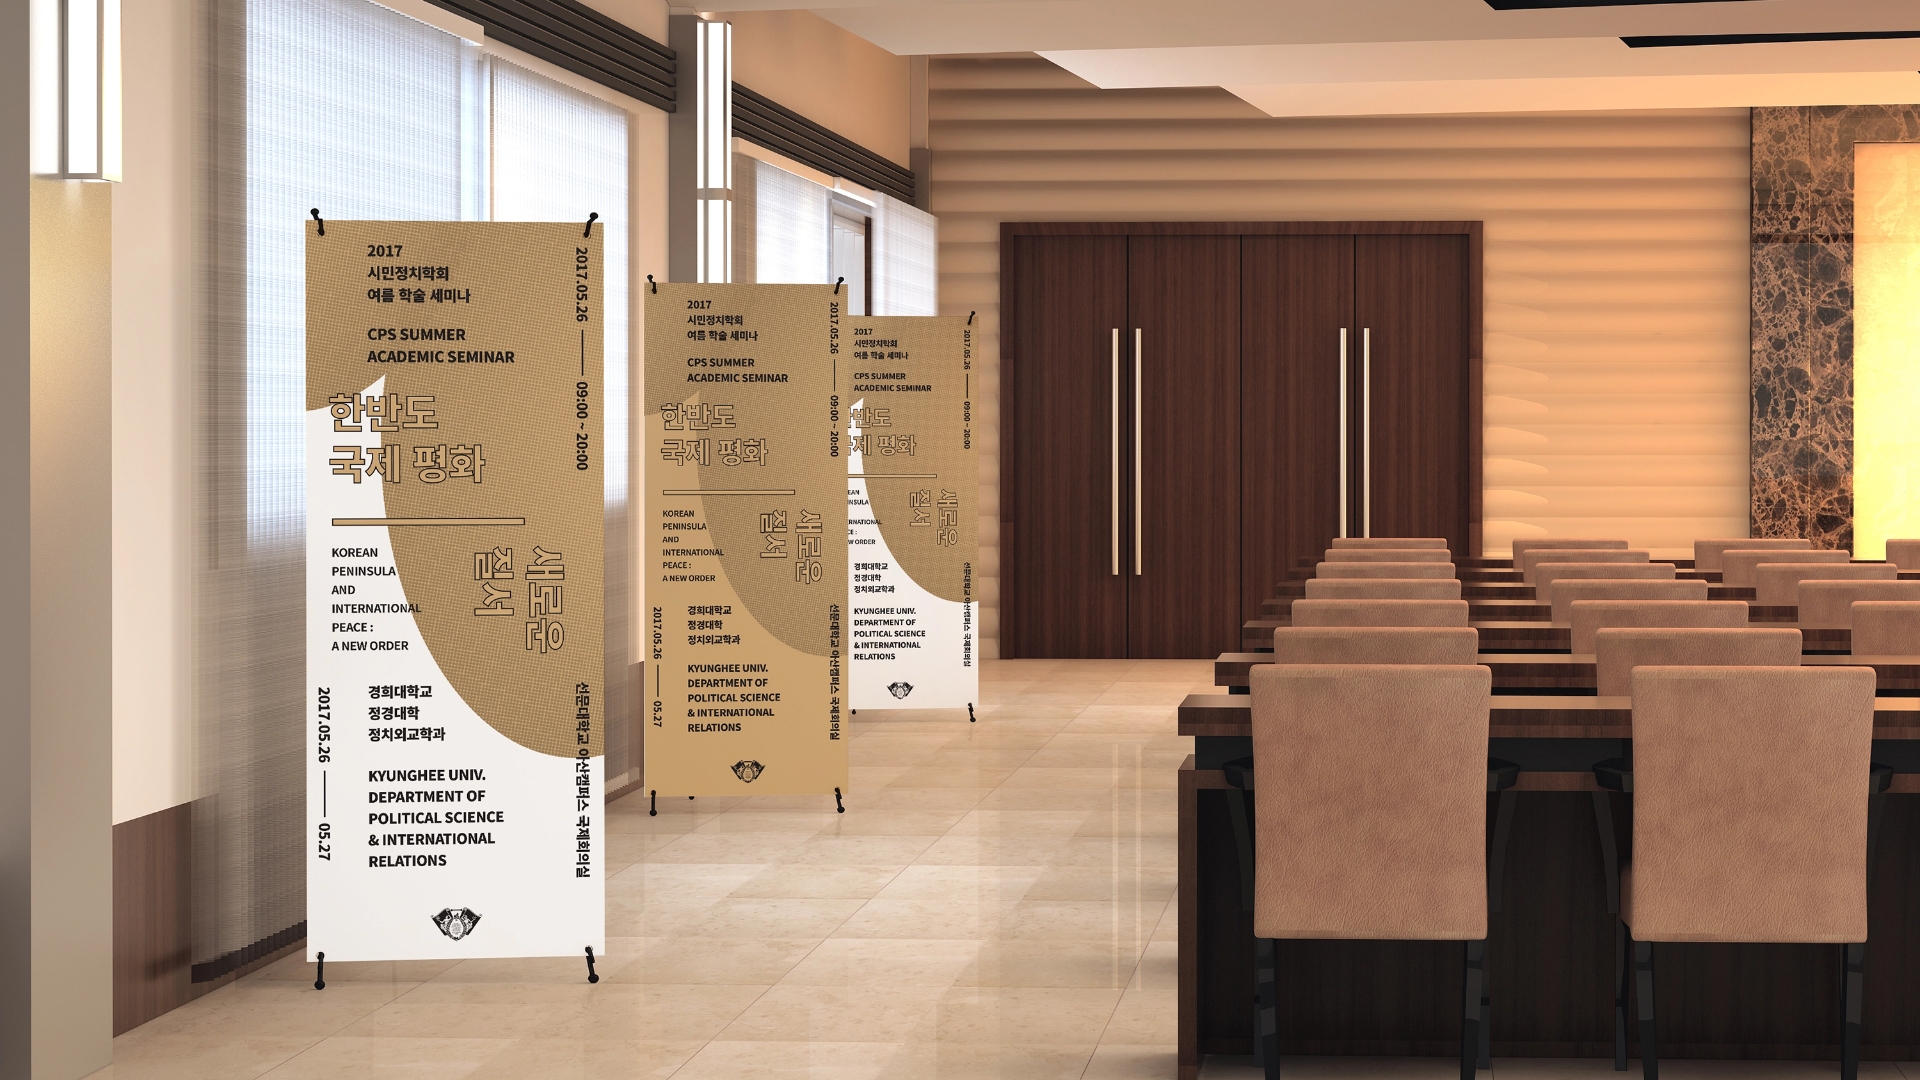 2017
시민정치학회
여름 학술 세미나
CPS SUMMER
ACADEMIC SEMINAR
2017.05.26 — 09:00 ~ 20:00
한반도
국제 평화
새로운
질서
KOREAN
PENINSULA
AND
INTERNATIONAL
PEACE :
A NEW ORDER
2017.05.26 — 05.27
경희대학교
정경대학
정치외교학과
KYUNGHEE UNIV.
DEPARTMENT OF
POLITICAL SCIENCE
& INTERNATIONAL
RELATIONS
선문대학교 아산캠퍼스 국제회의실
2017
시민정치학회
여름 학술 세미나
CPS SUMMER
ACADEMIC SEMINAR
2017.05.26 — 09:00 ~ 20:00
한반도
국제 평화
새로운
질서
KOREAN
PENINSULA
AND
INTERNATIONAL
PEACE :
A NEW ORDER
2017.05.26 — 05.27
경희대학교
정경대학
정치외교학과
KYUNGHEE UNIV.
DEPARTMENT OF
POLITICAL SCIENCE
& INTERNATIONAL
RELATIONS
선문대학교 아산캠퍼스 국제회의실
2017
시민정치학회
여름 학술 세미나
CPS SUMMER
ACADEMIC SEMINAR
2017.05.26 — 09:00 ~ 20:00
반도
제 평화
새로운
질서
EAN
INSULA
ERNATIONAL
CE :
EW ORDER
경희대학교
정경대학
정치외교학과
KYUNGHEE UNIV.
DEPARTMENT OF
POLITICAL SCIENCE
& INTERNATIONAL
RELATIONS
선문대학교 아산캠퍼스 국제회의실